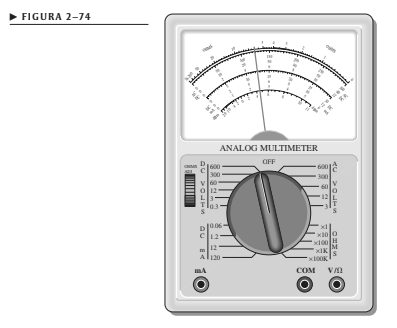 ► FIGURA 2–74
ANALOG MULTIMETER
OFF
OHMS
ADJ
DC VOLTS
600
300
60
12
3
0.3
AC VOLTS
600
300
60
12
3
DC mA
0.06
1.2
12
120
OHMS
×1
×10
×100
×1K
×100K
mA
COM
V/Ω